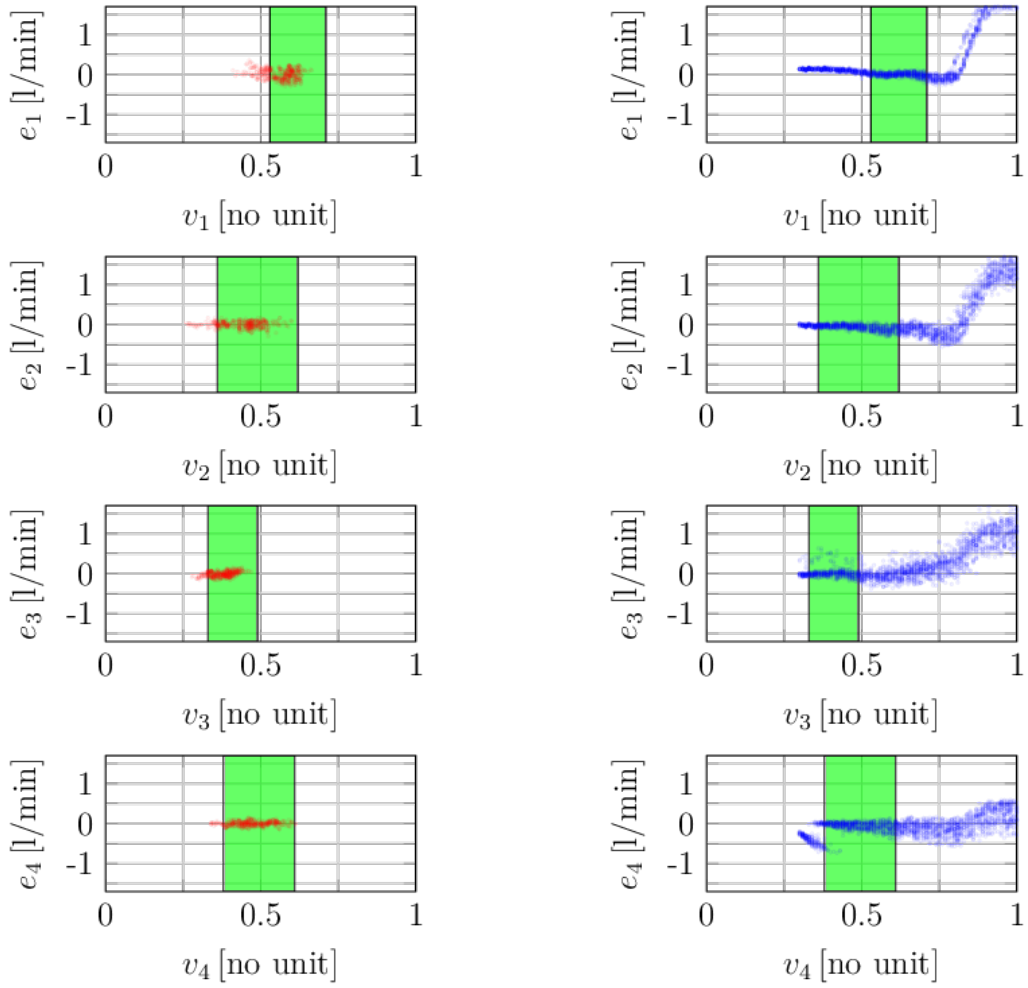 e₁ [l/min]
1
0
-1
0 0.5 1
v₁ [no unit]
e₁ [l/min]
1
0
-1
0 0.5 1
v₁ [no unit]
e₂ [l/min]
1
0
-1
0 0.5 1
v₂ [no unit]
e₂ [l/min]
1
0
-1
0 0.5 1
v₂ [no unit]
e₃ [l/min]
1
0
-1
0 0.5 1
v₃ [no unit]
e₃ [l/min]
1
0
-1
0 0.5 1
v₃ [no unit]
e₄ [l/min]
1
0
-1
0 0.5 1
v₄ [no unit]
e₄ [l/min]
1
0
-1
0 0.5 1
v₄ [no unit]